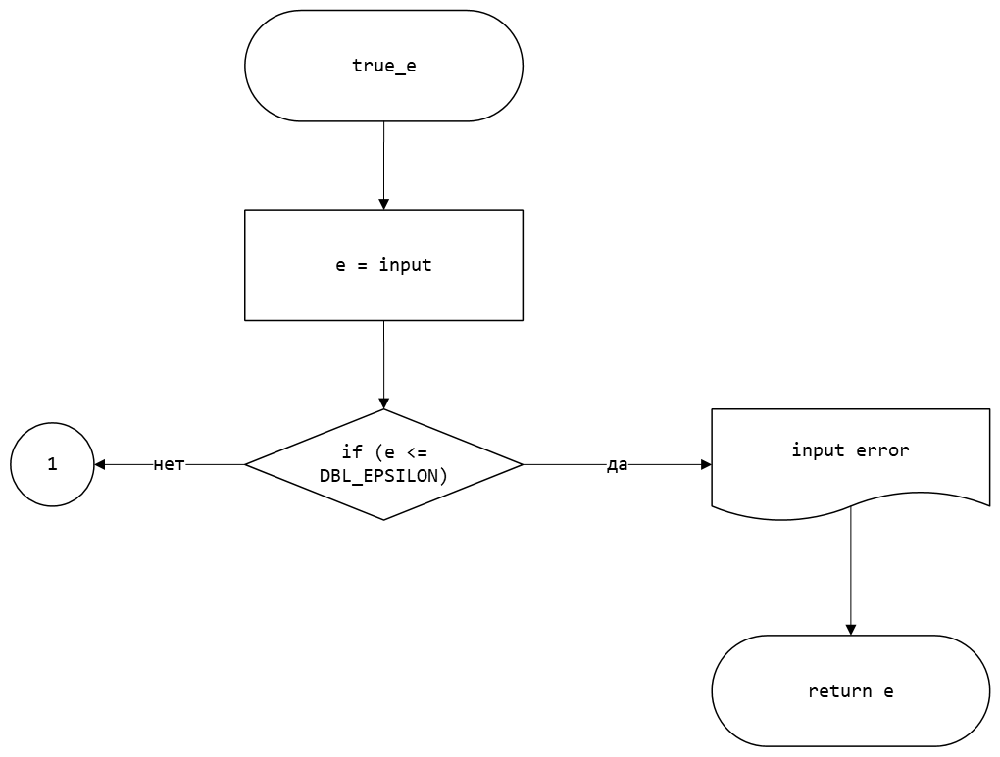 true_e
e = input
1
нет
if (e <=
DBL_EPSILON)
да
input error
return e